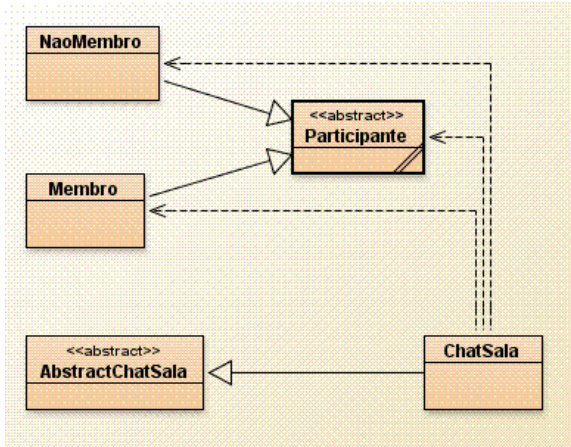 NaoMembro
<<abstract>>
Participante
Membro
<<abstract>>
AbstractChatSala
ChatSala